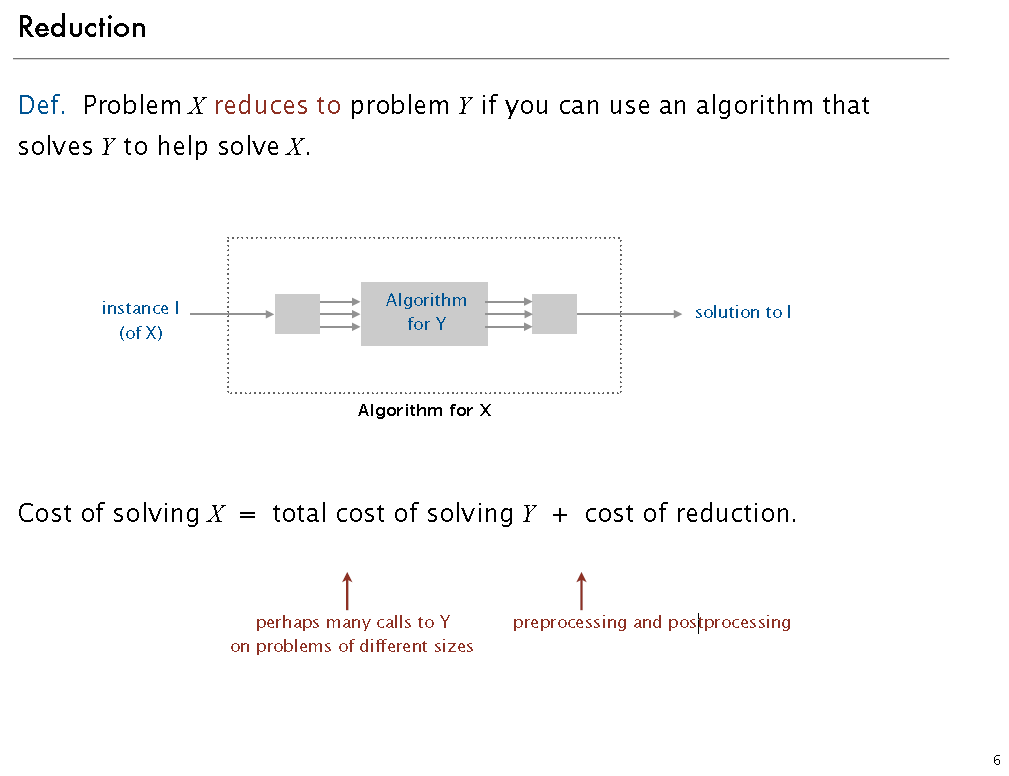 Reduction
Def. Problem X reduces to problem Y if you can use an algorithm that
solves Y to help solve X.
instance I
(of X)
Algorithm
for Y
solution to I
Algorithm for X
Cost of solving X = total cost of solving Y + cost of reduction.
perhaps many calls to Y
on problems of different sizes
preprocessing and postprocessing
6